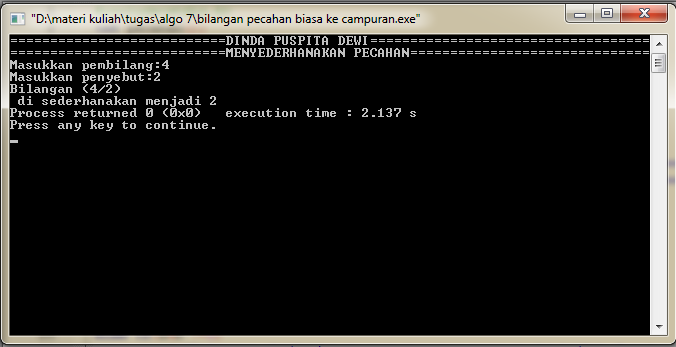 "D:\materi kuliah\tugas\algo 7\bilangan pecahan biasa ke campuran.exe"
===========================DINDA PUSPITA DEWI===================================
===========================MENYEDERHANAKAN PECAHAN==============================
Masukkan pembilang:4
Masukkan penyebut:2
Bilangan (4/2)
 di sederhanakan menjadi 2
Process returned 0 (0x0)   execution time : 2.137 s
Press any key to continue.